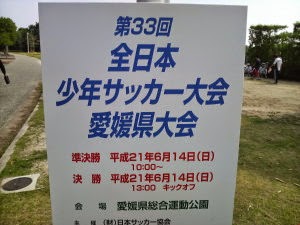 第33回
全日本
少年サッカー大会
愛媛県大会
準決勝 平成21年6月14日(日)
10:00〜
決 勝 平成21年6月14日(日)
13:00 キックオフ
会 場 愛媛県総合運動公園
主 催 (財)日本サッカー協会